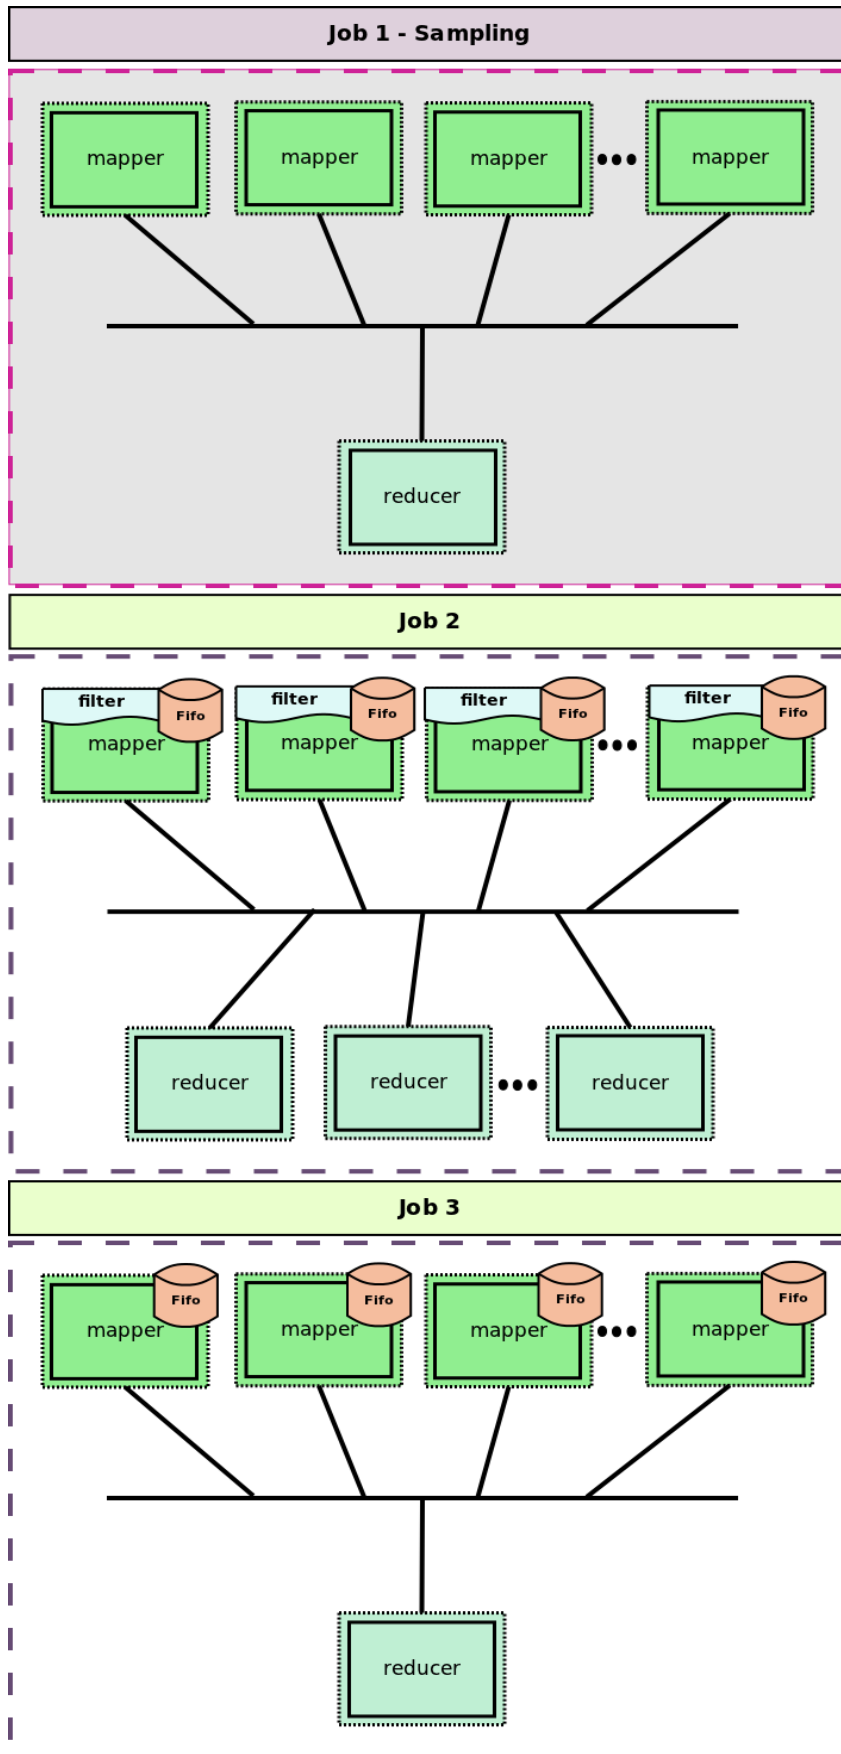 Job 1 - Sampling
mapper mapper mapper mapper
reducer
Job 2
filter Fifo filter Fifo filter Fifo filter Fifo
mapper mapper mapper mapper
reducer reducer reducer
Job 3
Fifo Fifo Fifo Fifo
mapper mapper mapper mapper
reducer